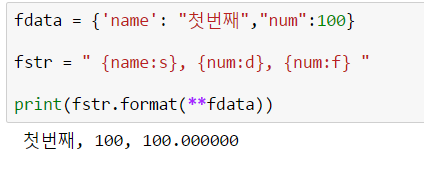 fdata = {'name': "첫번째","num":100}
fstr = " {name:s}, {num:d}, {num:f} "
print(fstr.format(**fdata))
첫번째, 100, 100.000000